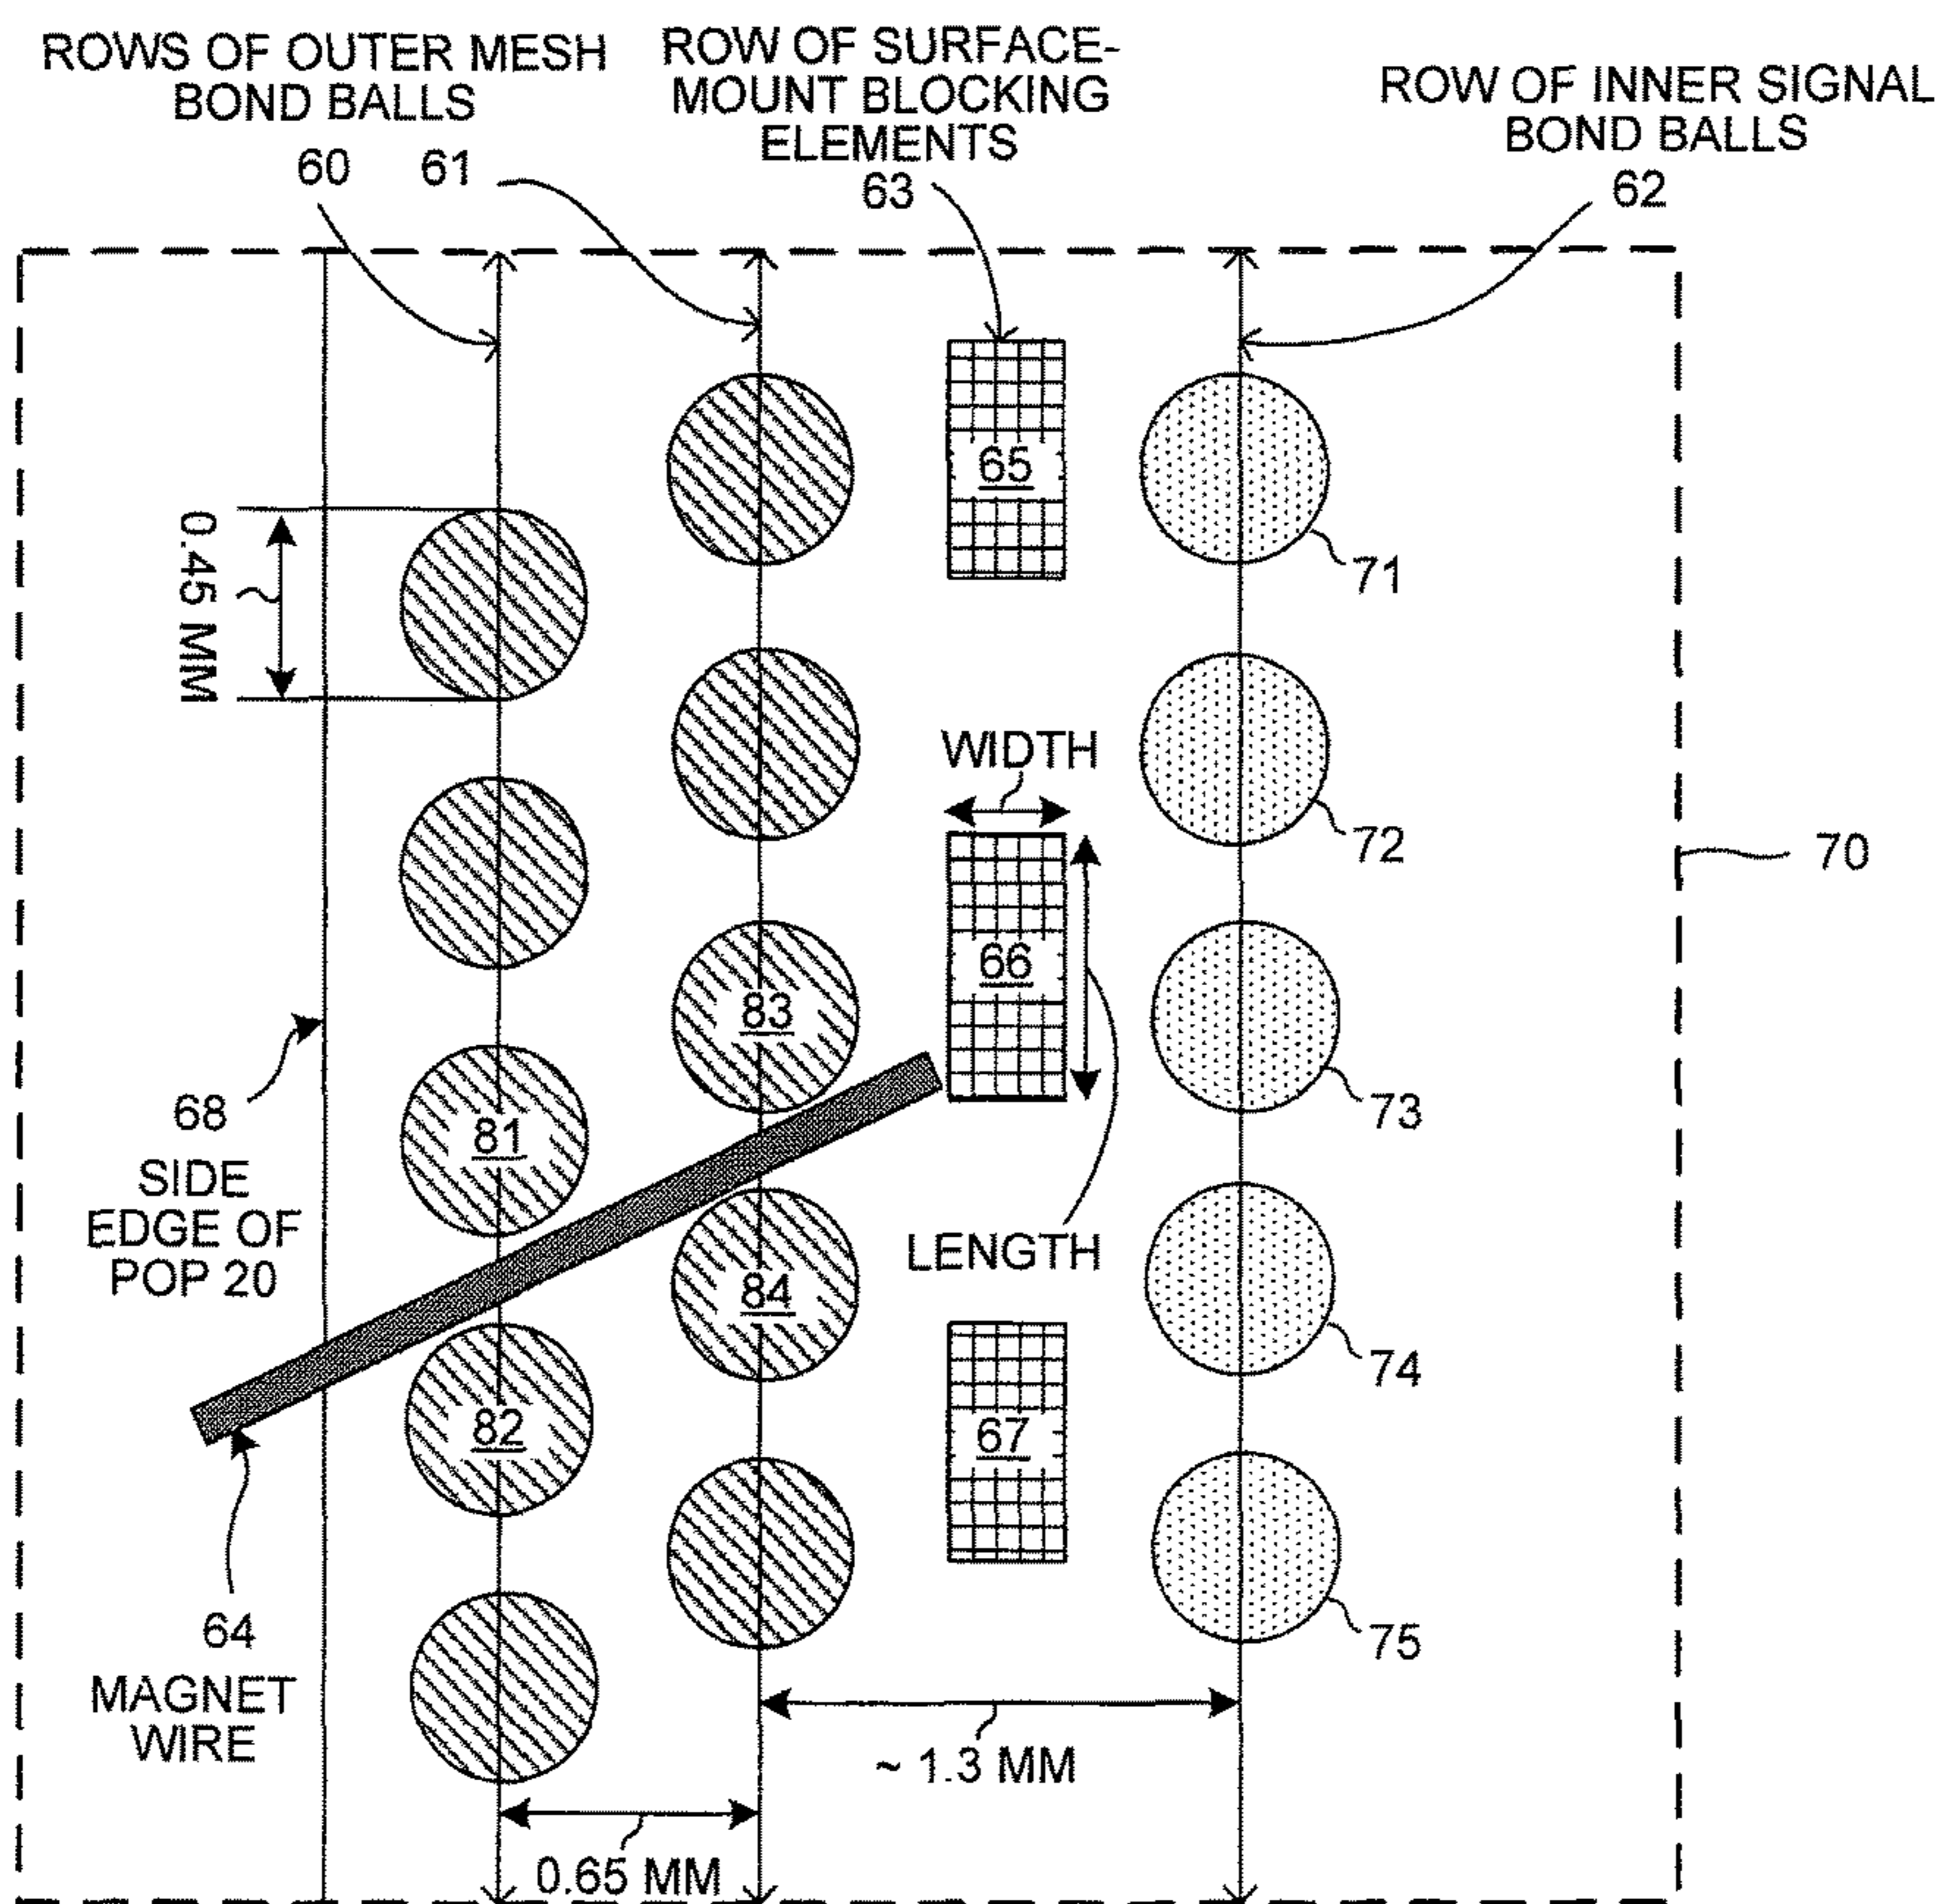 ROWS OF OUTER MESH
BOND BALLS
60 61
ROW OF SURFACE-
MOUNT BLOCKING
ELEMENTS
63
ROW OF INNER SIGNAL
BOND BALLS
62
65
71
0.45 MM
WIDTH
72
70
66
83
73
68
81
SIDE
EDGE OF
POP 20
LENGTH
84
74
82
67
64
MAGNET
WIRE
75
~ 1.3 MM
0.65 MM